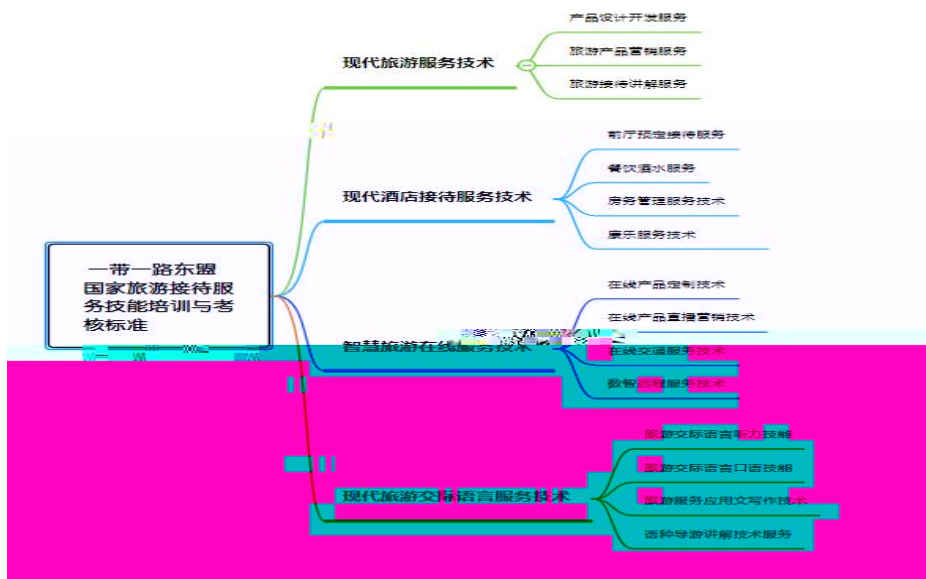 产品设计开发服务
现代旅游服务技术
旅游产品营销服务
旅游接待讲解服务
前厅预定接待服务
餐饮酒水服务
现代酒店接待服务技术
房务管理服务技术
康乐服务技术
一带一路东盟
国家旅游接待服
务技能培训与考
核标准
在线产品定制技术
在线产品直播营销技术
智慧旅游在线服务技术
在线交通服务技术
数智远程服务技术
旅游交际语言听力技能
旅游交际语言口语技能
现代旅游交际语言服务技术
旅游服务应用文写作技术
语种导游讲解技术服务